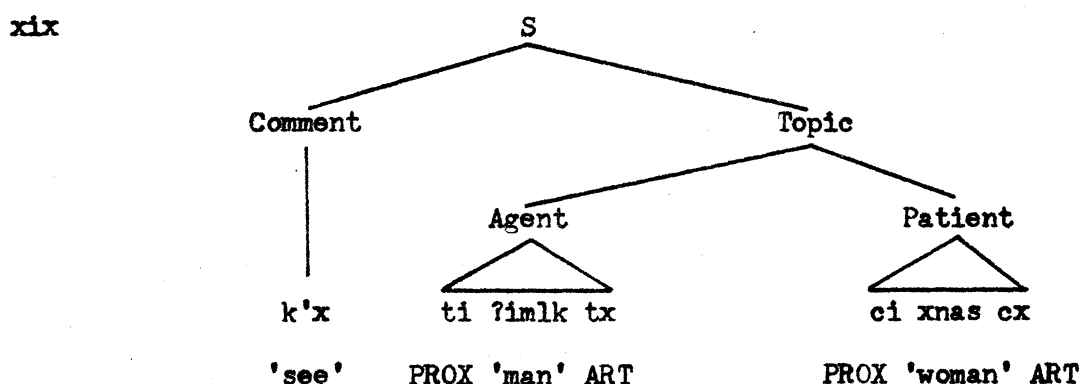 xix S
Comment Topic
Agent Patient
k'x ti ?imlk tx ci xnas cx
'see' PROX 'man' ART PROX 'woman' ART